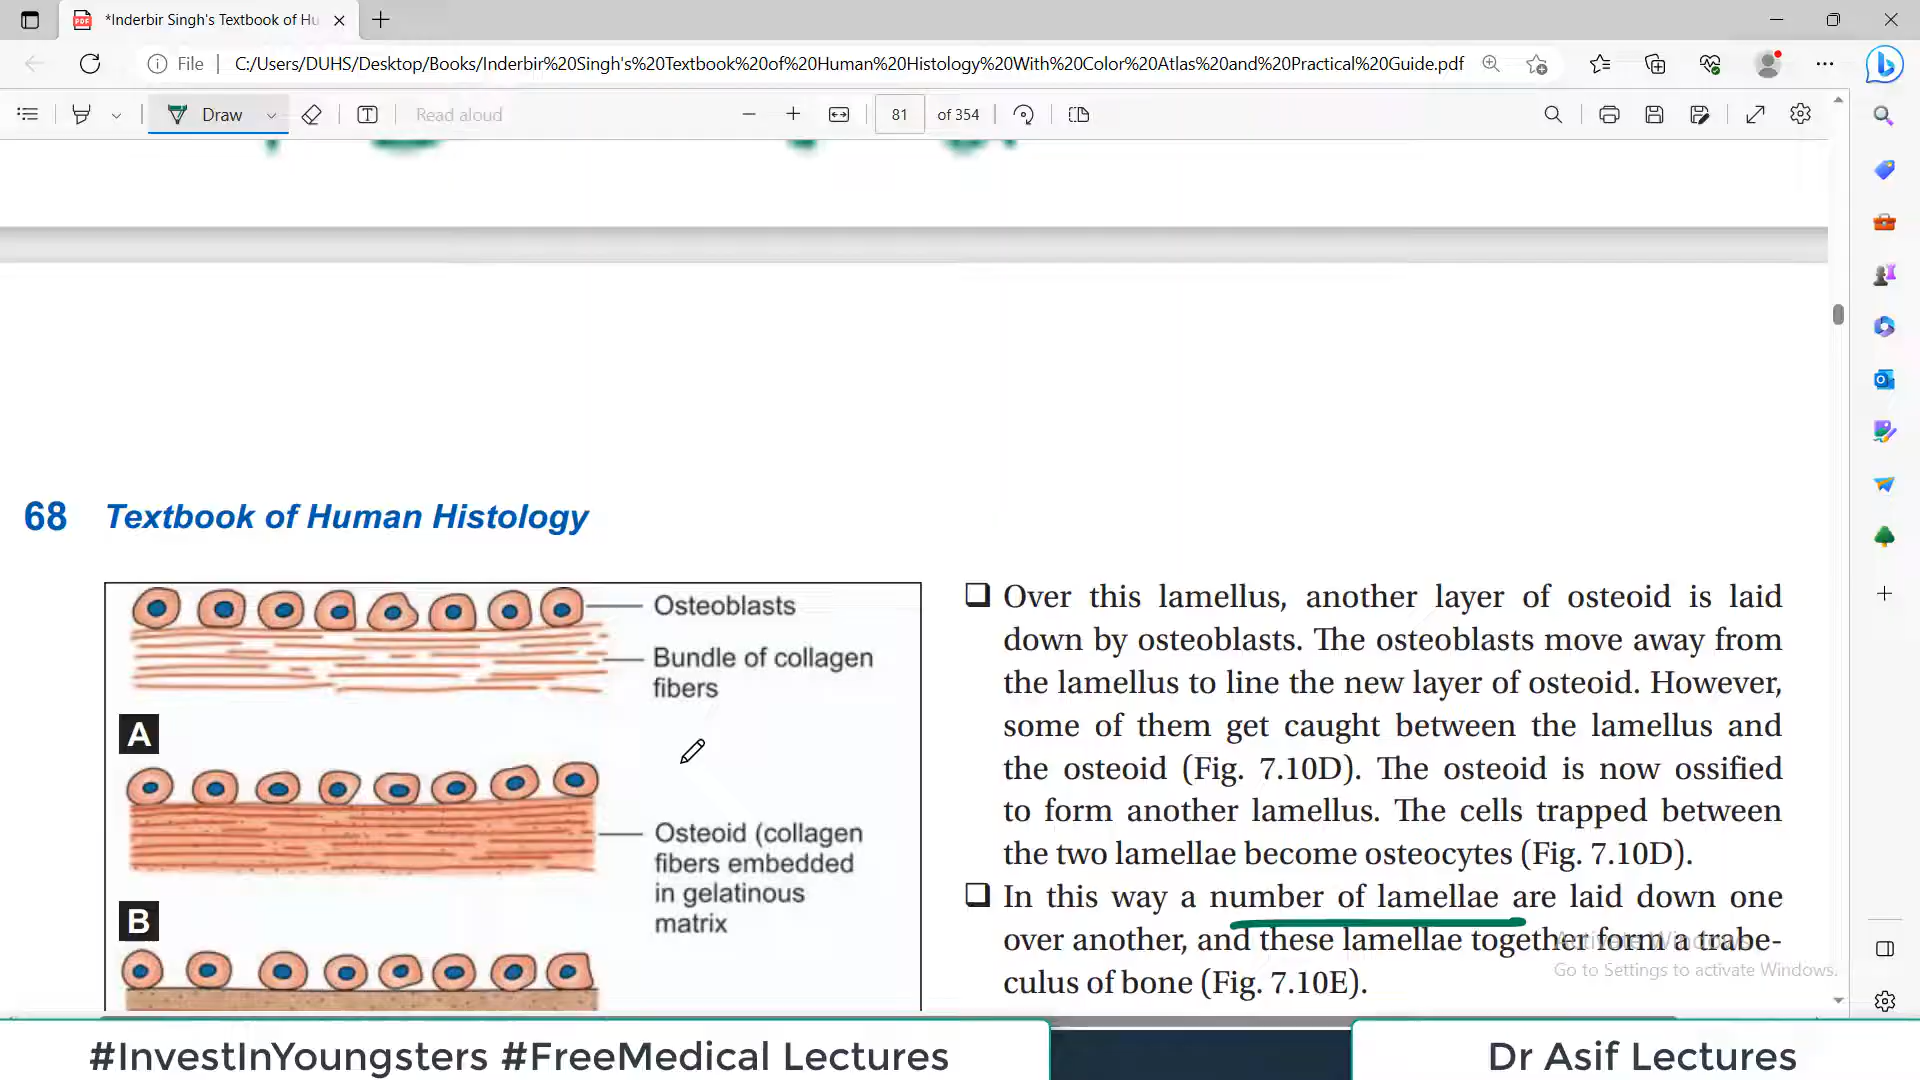 *Inderbir Singh's Textbook of Hu
File
C:/Users/DUHS/Desktop/Books/Inderbir%20Singh's%20Textbook%20of%20Human%20Histology%20With%20Color%20Atlas%20and%20Practical%20Guide.pdf
Draw
Read aloud
81
of 354
68 Textbook of Human Histology
Osteoblasts
Bundle of collagen
fibers
A
Osteoid (collagen
fibers embedded
in gelatinous
matrix
B
❑ Over this lamellus, another layer of osteoid is laid
down by osteoblasts. The osteoblasts move away from
the lamellus to line the new layer of osteoid. However,
some of them get caught between the lamellus and
the osteoid (Fig. 7.10D). The osteoid is now ossified
to form another lamellus. The cells trapped between
the two lamellae become osteocytes (Fig. 7.10D).
❑ In this way a number of lamellae are laid down one
over another, and these lamellae together form a trabe-
culus of bone (Fig. 7.10E).
Activate Windows
Go to Settings to activate Windows.
#InvestInYoungsters #FreeMedical Lectures
Dr Asif Lectures